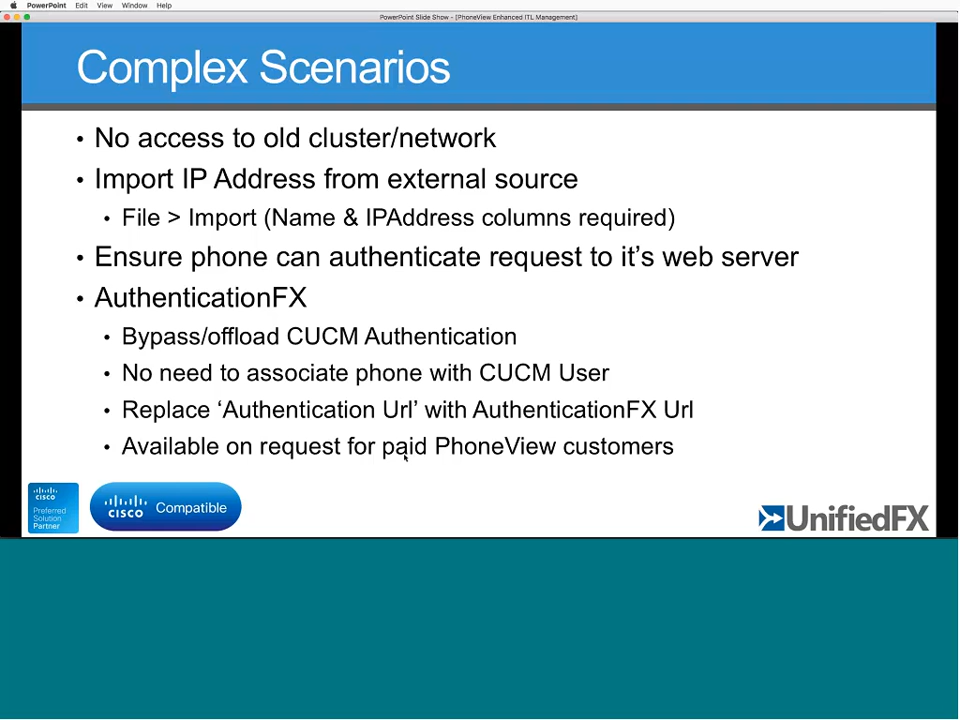 PowerPoint Edit View Window Help
PowerPoint Slide Show - [PhoneView Enhanced ITL Management]
Complex Scenarios
• No access to old cluster/network
• Import IP Address from external source
• File > Import (Name & IPAddress columns required)
• Ensure phone can authenticate request to it's web server
• AuthenticationFX
• Bypass/offload CUCM Authentication
• No need to associate phone with CUCM User
• Replace ‘Authentication Url’ with AuthenticationFX Url
• Available on request for paid PhoneView customers
CISCO
Preferred
Solution
Partner
CISCO Compatible
UnifiedFX